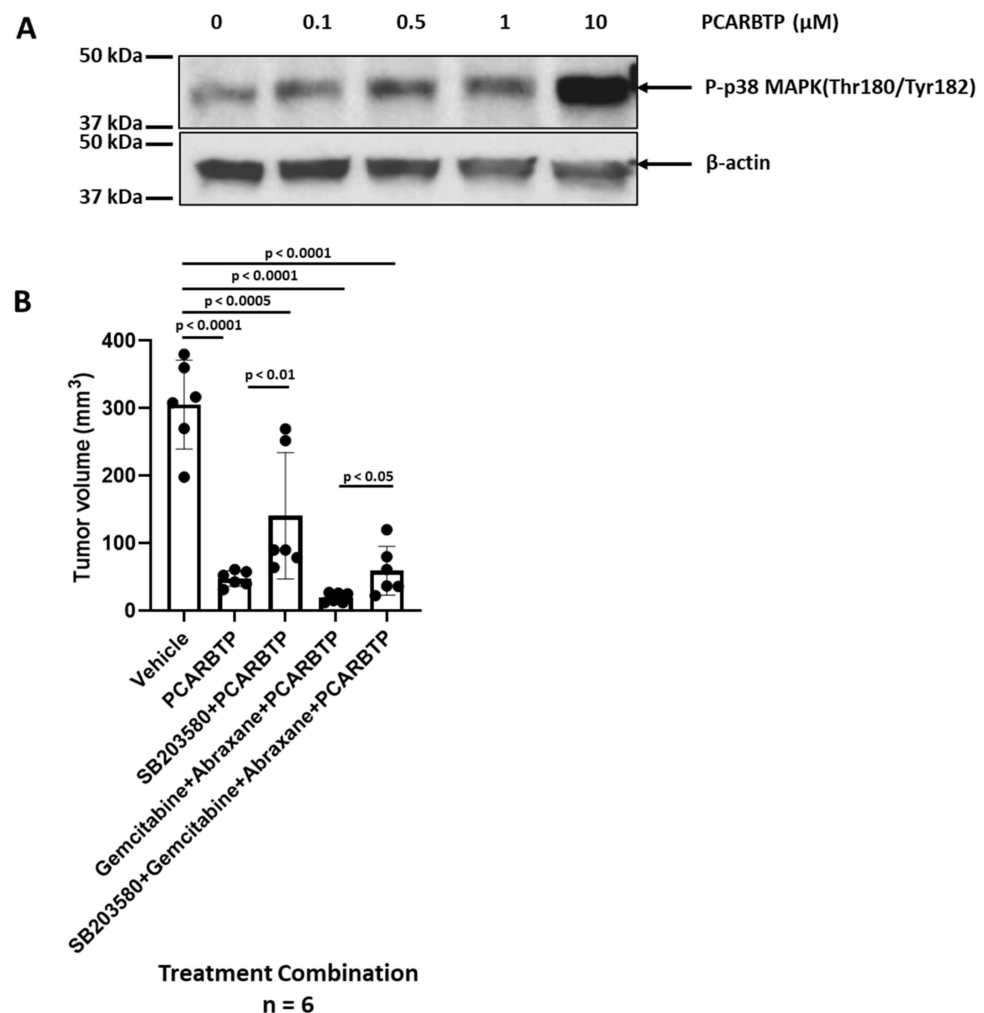 A
0 0.1 0.5 1 10 PCARBTP (μM)
50 kDa
P-p38 MAPK(Thr180/Tyr182)
37 kDa
50 kDa
β-actin
37 kDa
B
p < 0.0001
p < 0.0001
p < 0.0005
p < 0.0001
p < 0.01
p < 0.05
Tumor volume (mm³)
400
300
200
100
0
Vehicle
PCARBTP
SB203580+PCARBTP
Gemcitabine+Abraxane+PCARBTP
SB203580+Gemcitabine+Abraxane+PCARBTP
Treatment Combination
n = 6